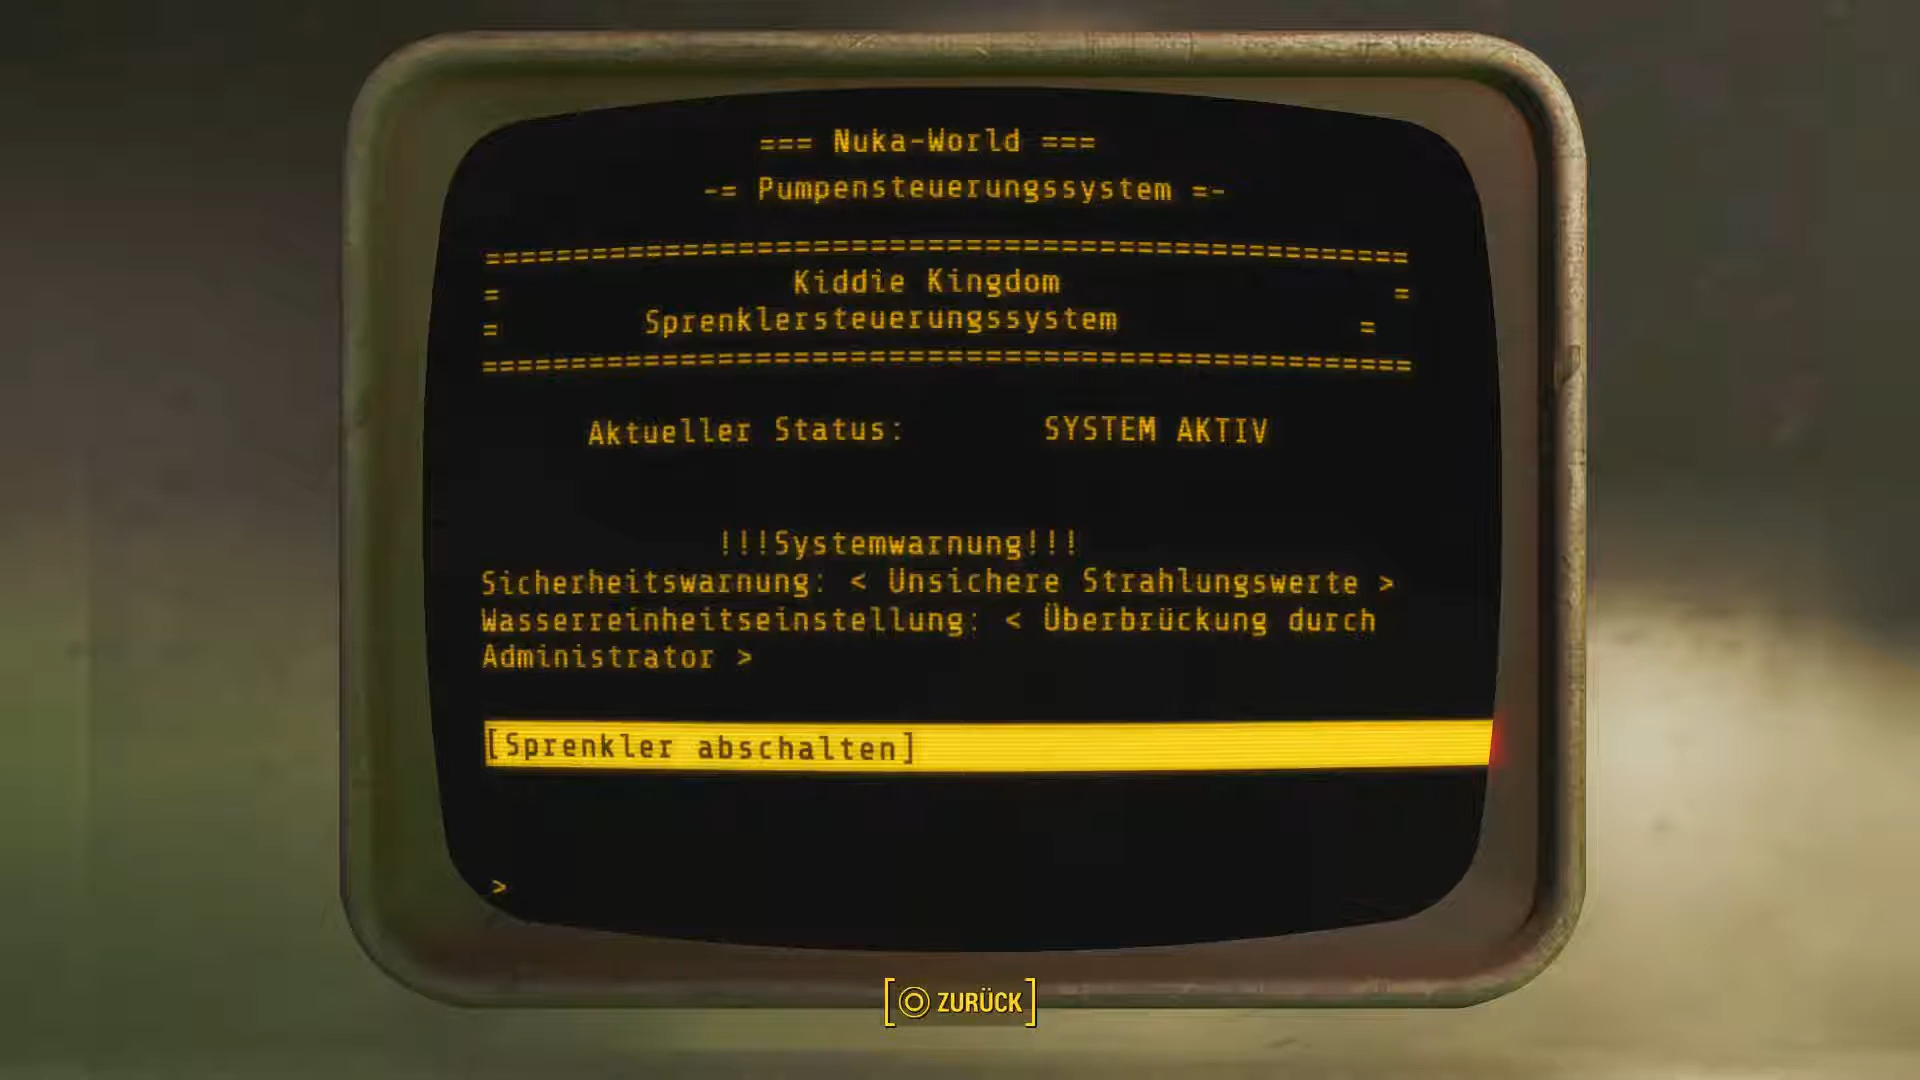 === Nuka-World ===
-= Pumpensteuerungssystem =-
=====================================================
= Kiddie Kingdom =
= Sprenklersteuerungssystem =
=====================================================
Aktueller Status: SYSTEM AKTIV
!!!Systemwarnung!!!
Sicherheitswarnung: < Unsichere Strahlungswerte >
Wasserreinheitseinstellung: < Überbrückung durch
Administrator >
[Sprenkler abschalten]
>
[ ZURÜCK ]